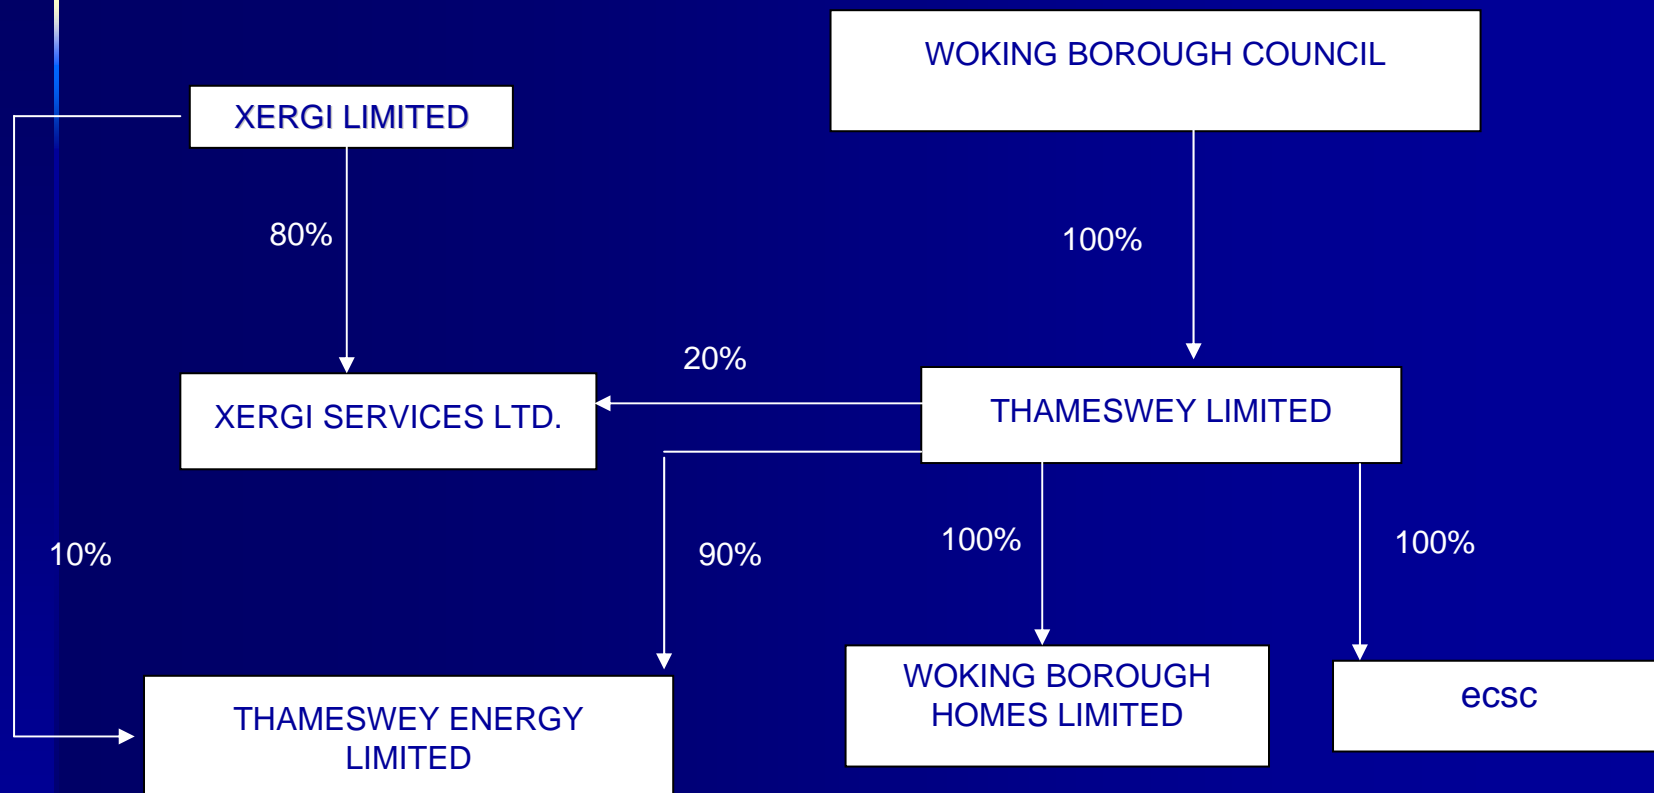 WOKING BOROUGH COUNCIL
XERGI LIMITED
80%
100%
20%
XERGI SERVICES LTD.
THAMESWEY LIMITED
10%
90%
100%
100%
THAMESWEY ENERGY
LIMITED
WOKING BOROUGH
HOMES LIMITED
ecsc